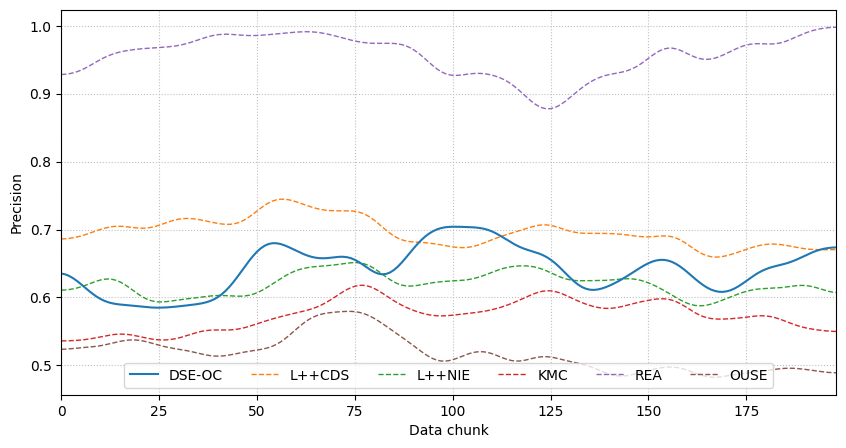 1.0
0.9
0.8
0.7
0.6
0.5
Precision
DSE-OC L++CDS L++NIE KMC REA OUSE
0 25 50 75 100 125 150 175
Data chunk